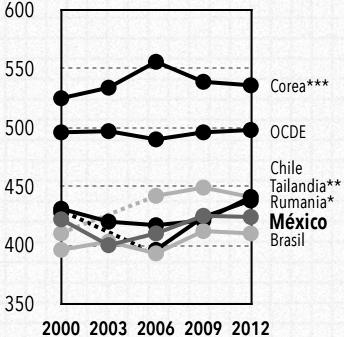 600
550
500
450
400
350
Corea***
OCDE
Chile
Tailandia**
Rumania*
México
Brasil
2000 2003 2006 2009 2012